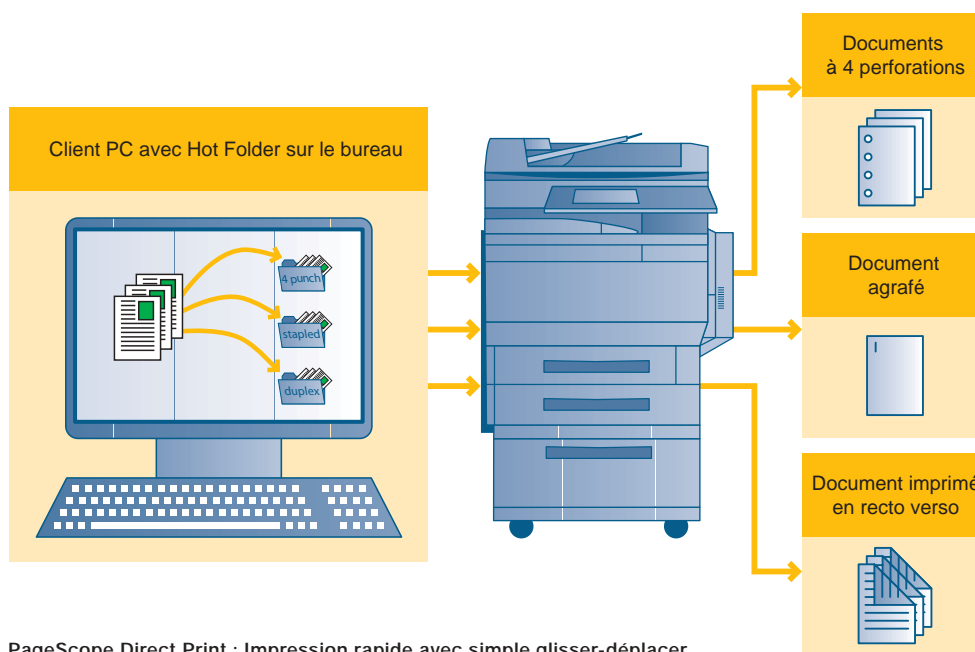 Client PC avec Hot Folder sur le bureau
4 punch
stapled
duplex
Documents
à 4 perforations
Document
agrafé
Document imprimé
en recto verso
PageScope Direct Print : Impression rapide avec simple glisser-déplacer